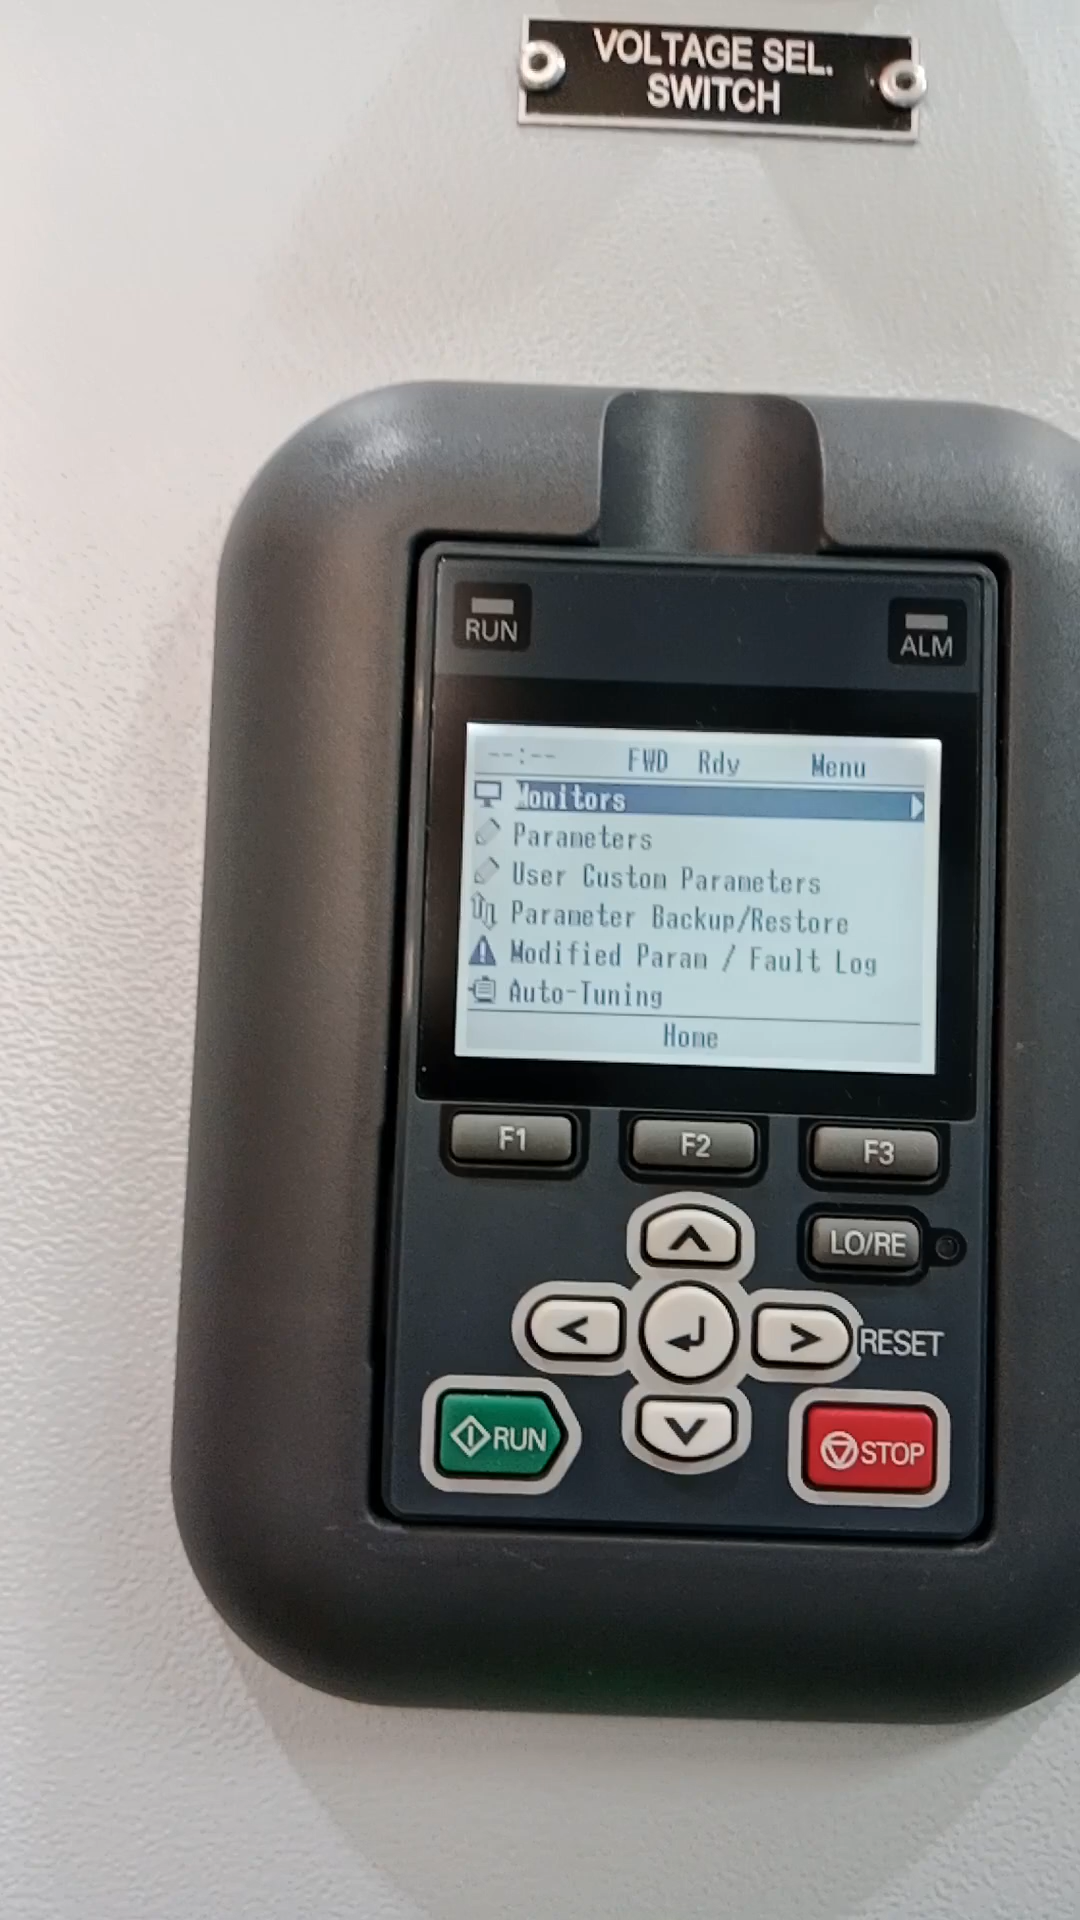 VOLTAGE SEL.
SWITCH
RUN
ALM
--:-- FWD Rdy Menu
Monitors
Parameters
User Custom Parameters
Parameter Backup/Restore
Modified Param / Fault Log
Auto-Tuning
Home
F1 F2 F3
LO/RE
RESET
RUN
STOP